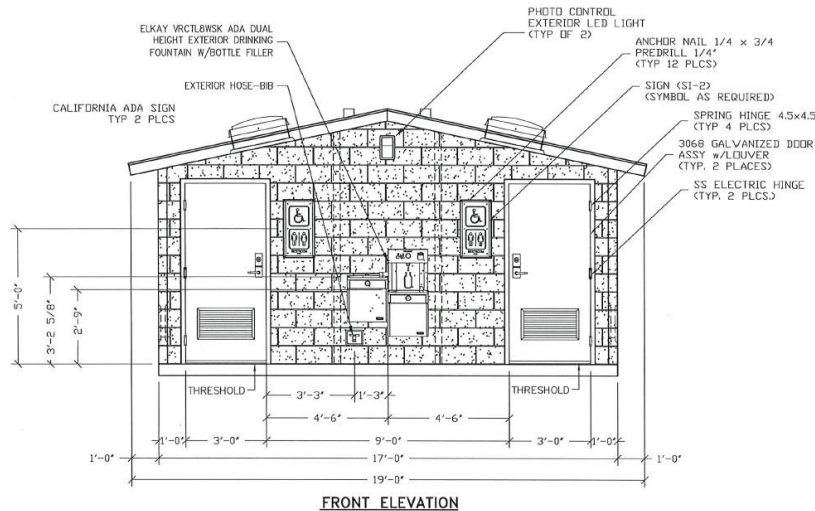 PHOTO CONTROL
EXTERIOR LED LIGHT
(TYP OF 2)
ELKAY VRCTL8WSK ADA DUAL
HEIGHT EXTERIOR DRINKING
FOUNTAIN W/BOTTLE FILLER
ANCHOR NAIL 1/4 x 3/4
PREDRILL 1/4"
(TYP 12 PLCS)
EXTERIOR HOSE-BIB
SIGN (SI-2)
(SYMBOL AS REQUIRED)
CALIFORNIA ADA SIGN
TYP 2 PLCS
SPRING HINGE 4.5x4.5
(TYP 4 PLCS)
3068 GALVANIZED DOOR
ASSY w/LOUVER
(TYP. 2 PLACES)
SS ELECTRIC HINGE
(TYP. 2 PLCS.)
5'-0"
3'-2 5/8"
2'-9"
THRESHOLD
THRESHOLD
3'-3"
1'-3"
4'-6"
4'-6"
1'-0"
3'-0"
9'-0"
3'-0"
1'-0"
1'-0"
17'-0"
1'-0"
19'-0"
FRONT ELEVATION